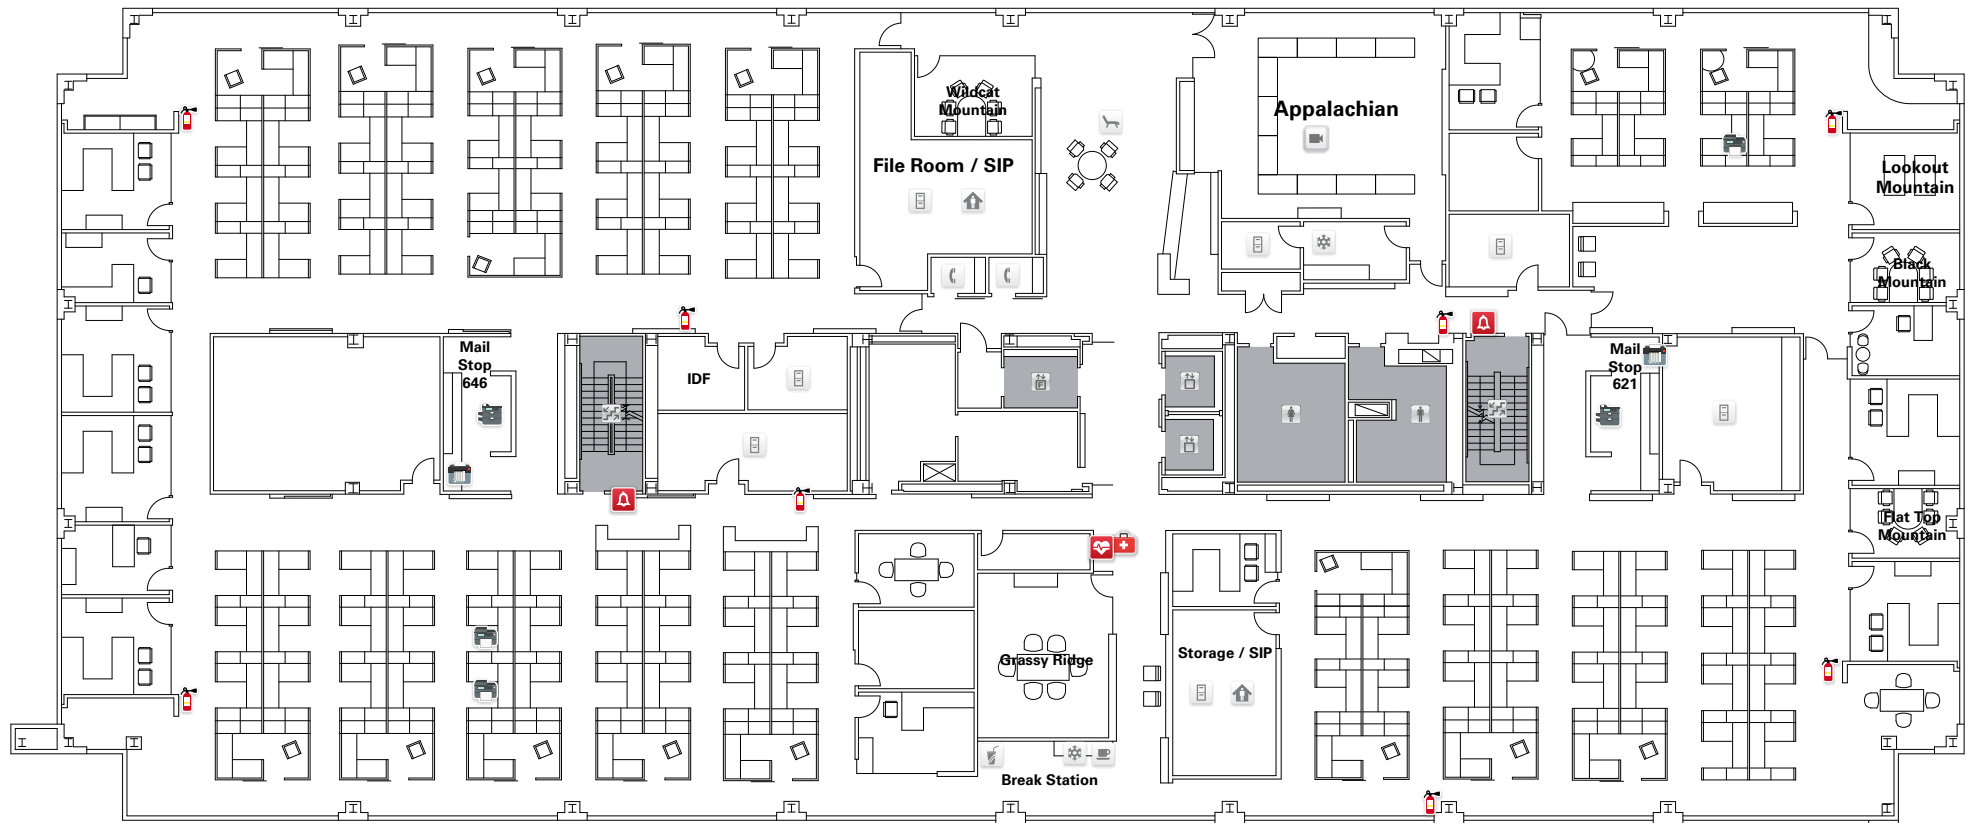 Wildcat
Mountain
Appalachian
File Room / SIP
Lookout
Mountain
Black
Mountain
Mail
Stop
646
IDF
F
Mail
Stop
621
Flat Top
Mountain
Grassy Ridge
Storage / SIP
Break Station